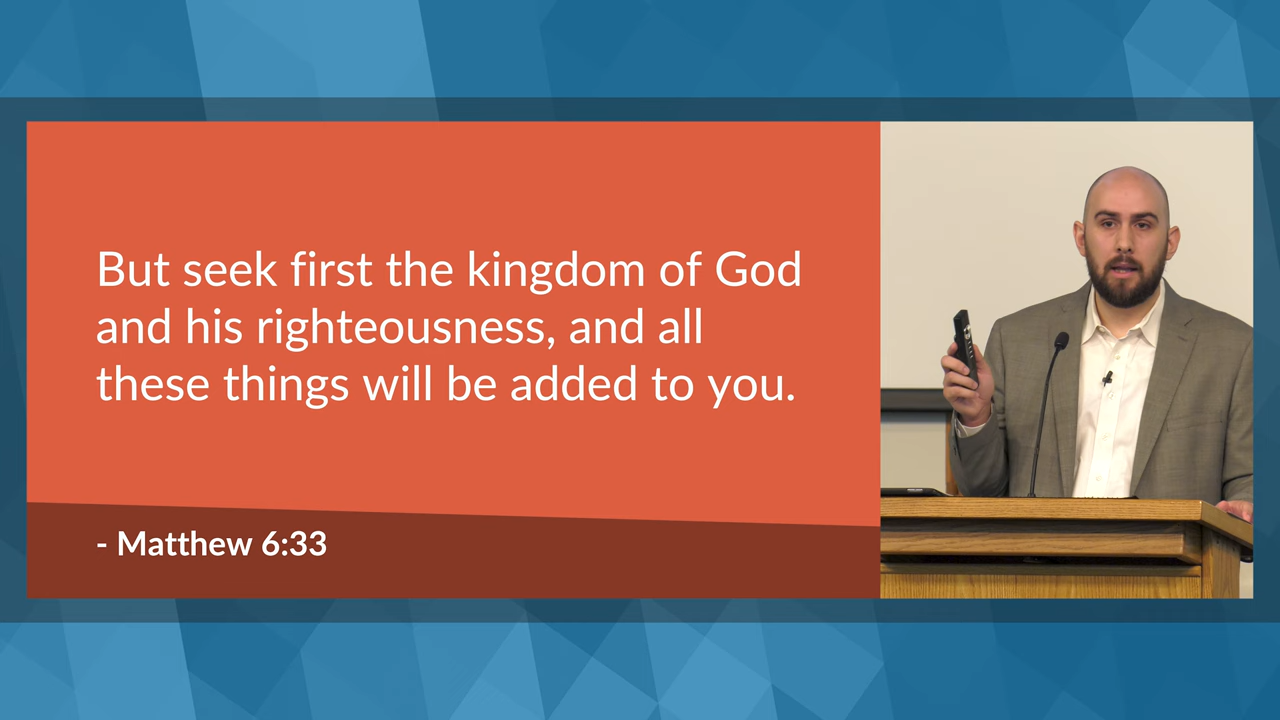 But seek first the kingdom of God
and his righteousness, and all
these things will be added to you.
- Matthew 6:33